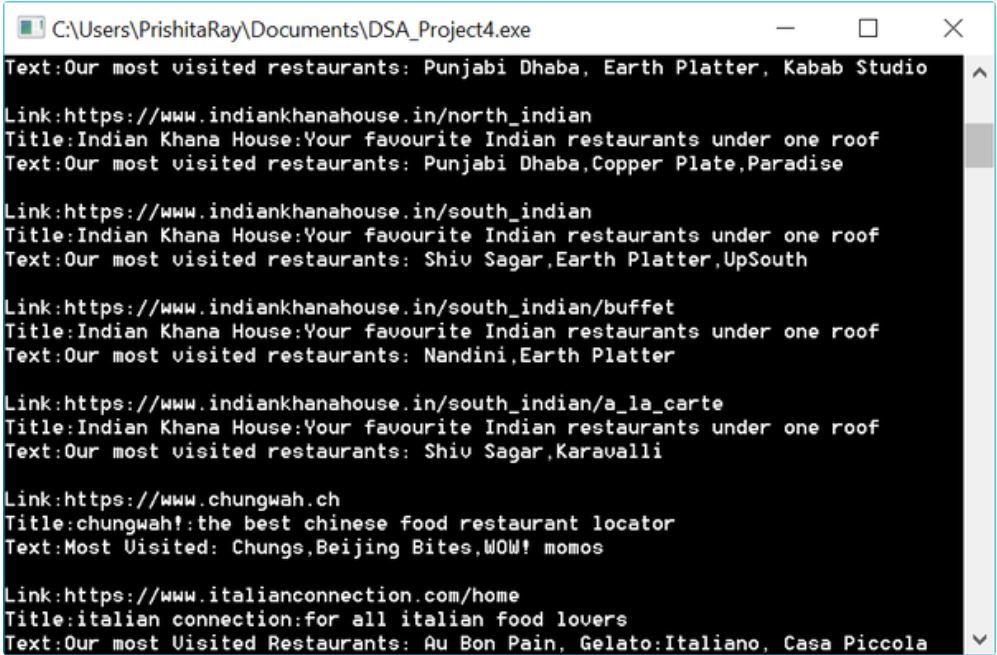 C:\Users\PrishitaRay\Documents\DSA_Project4.exe
Text:Our most visited restaurants: Punjabi Dhaba, Earth Platter, Kabab Studio
Link:https://www.indiankhanahouse.in/north_indian
Title:Indian Khana House:Your favourite Indian restaurants under one roof
Text:Our most visited restaurants: Punjabi Dhaba,Copper Plate,Paradise
Link:https://www.indiankhanahouse.in/south_indian
Title:Indian Khana House:Your favourite Indian restaurants under one roof
Text:Our most visited restaurants: Shiv Sagar,Earth Platter,UpSouth
Link:https://www.indiankhanahouse.in/south_indian/buffet
Title:Indian Khana House:Your favourite Indian restaurants under one roof
Text:Our most visited restaurants: Nandini,Earth Platter
Link:https://www.indiankhanahouse.in/south_indian/a_la_carte
Title:Indian Khana House:Your favourite Indian restaurants under one roof
Text:Our most visited restaurants: Shiv Sagar,Karavalli
Link:https://www.chungwah.ch
Title:chungwah!:the best chinese food restaurant locator
Text:Most Visited: Chungs,Beijing Bites,WOW! momos
Link:https://www.italianconnection.com/home
Title:italian connection:for all italian food lovers
Text:Our most Visited Restaurants: Au Bon Pain, Gelato:Italiano, Casa Piccola